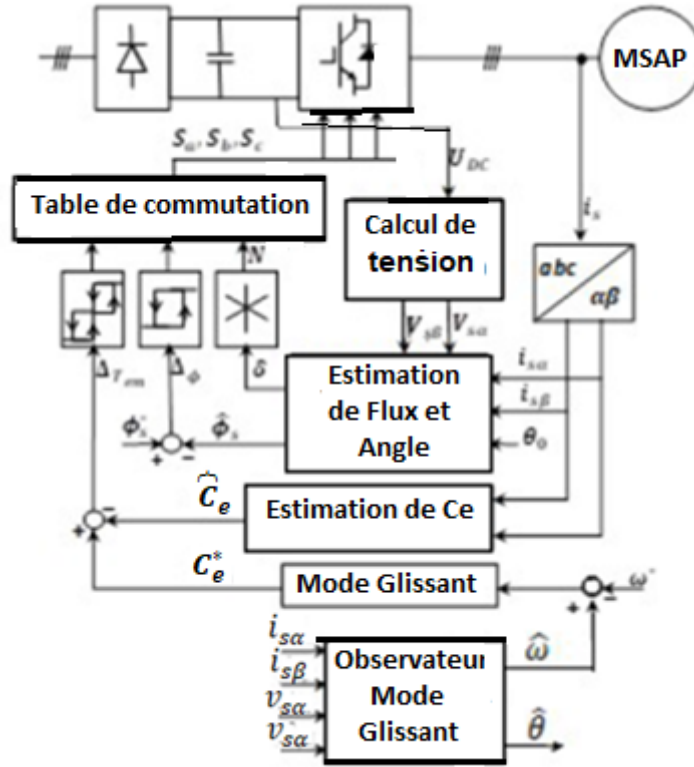 MSAP
S_a, S_b, S_c
U_DC
i_s
Table de commutation
Calcul de
tension
abc
αβ
N
V_sβ V_sα
Δ_Tem Δ_ϕ δ
Estimation
de Flux et
Angle
i_sα
i_sβ
θ_0
ϕ_s^* + - ϕ̂_s
Ĉ_e
Estimation de Ce
- +
C_e^*
Mode Glissant
+ - ω^*
i_sα
i_sβ
v_sα
v_sα
Observateur
Mode
Glissant
ω̂
θ̂